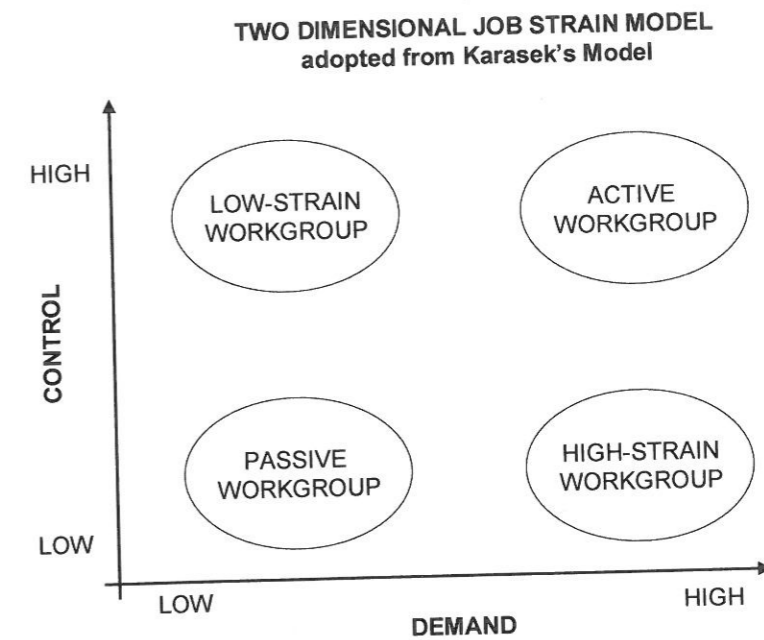 TWO DIMENSIONAL JOB STRAIN MODEL
adopted from Karasek's Model
HIGH
LOW-STRAIN
WORKGROUP
ACTIVE
WORKGROUP
CONTROL
PASSIVE
WORKGROUP
HIGH-STRAIN
WORKGROUP
LOW
LOW
HIGH
DEMAND